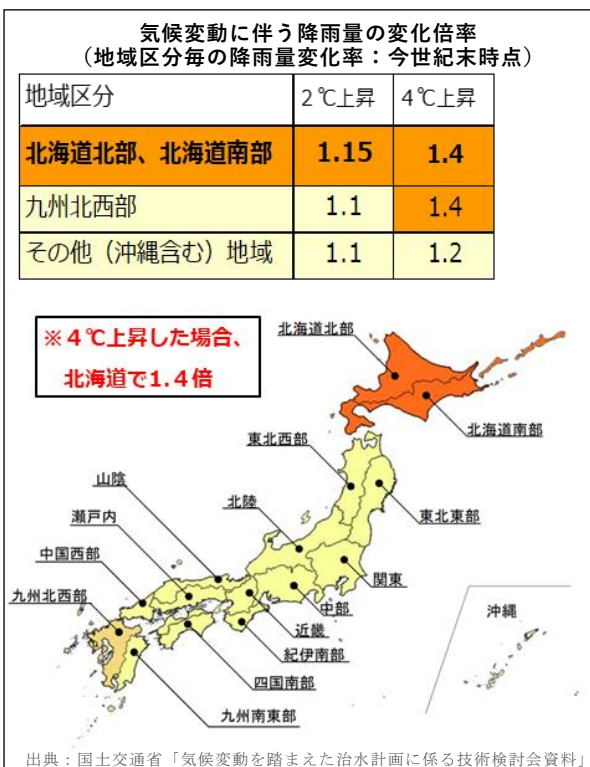 気候変動に伴う降雨量の変化倍率
（地域区分毎の降雨量変化率：今世紀末時点）
地域区分 2℃上昇 4℃上昇
北海道北部、北海道南部 1.15 1.4
九州北西部 1.1 1.4
その他（沖縄含む）地域 1.1 1.2
※４℃上昇した場合、
北海道で1.４倍
北海道北部
北海道南部
東北西部
山陰
北陸
東北東部
瀬戸内
中国西部
関東
九州北西部
中部
沖縄
近畿
紀伊南部
四国南部
九州南東部
出典：国土交通省「気候変動を踏まえた治水計画に係る技術検討会資料」